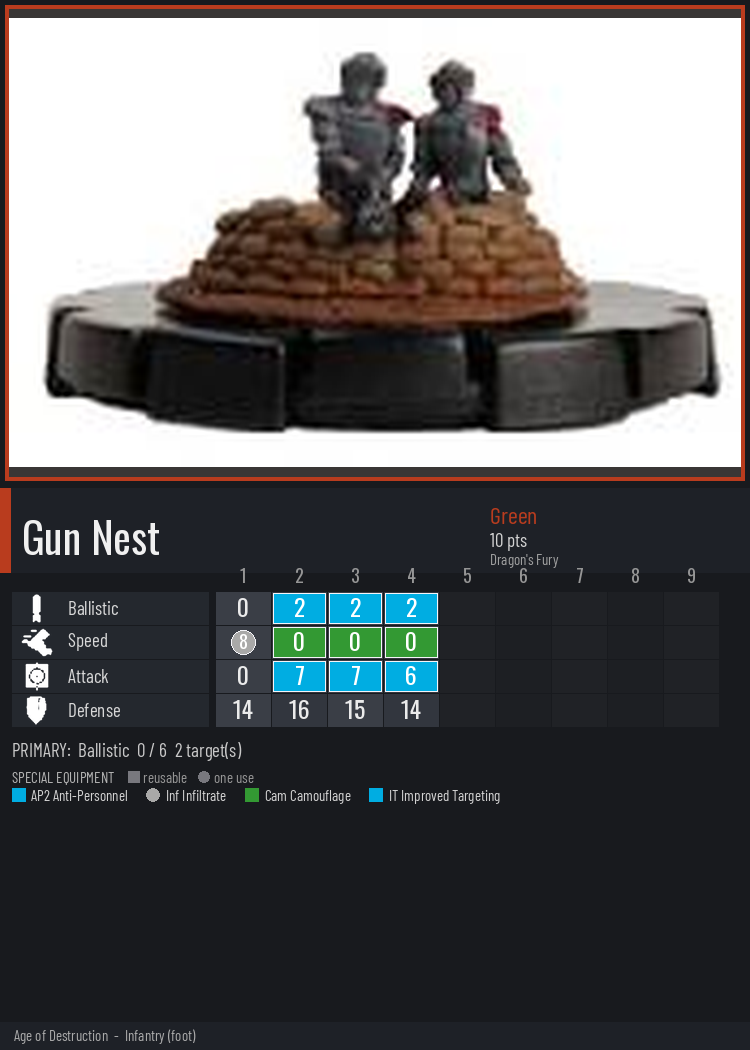 Gun Nest
Green
10 pts
Dragon's Fury
1 2 3 4 5 6 7 8 9
Ballistic 0 2 2 2
Speed 8 0 0 0
Attack 0 7 7 6
Defense 14 16 15 14
PRIMARY: Ballistic 0 / 6 2 target(s)
SPECIAL EQUIPMENT reusable one use
AP2 Anti-Personnel Inf Infiltrate Cam Camouflage IT Improved Targeting
Age of Destruction - Infantry (foot)